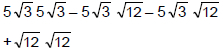 5√3 5√3 – 5√3 √12 – 5√3 √12
+√12 √12